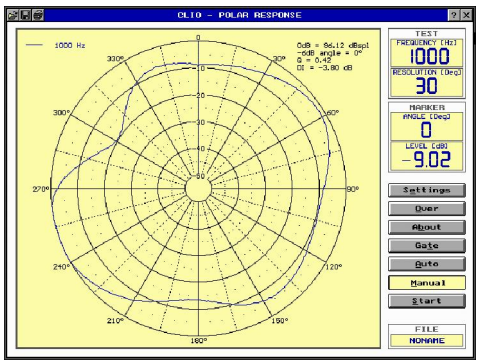 CLIO - POLAR RESPONSE
? X
1000 Hz
0dB = 96.12 dBspl
-6dB angle = 0°
Q = 0.42
DI = -3.80 dB
0
330°
30°
-10
300°
60°
-20
-30
-40
-50
270°
90°
240°
120°
210°
150°
180°
TEST
FREQUENCY [Hz]
1000
RESOLUTION [Deg]
30
MARKER
ANGLE [Deg]
0
LEVEL [dB]
-9.02
Settings
Over
About
Gate
Auto
Manual
Start
FILE
NONAME